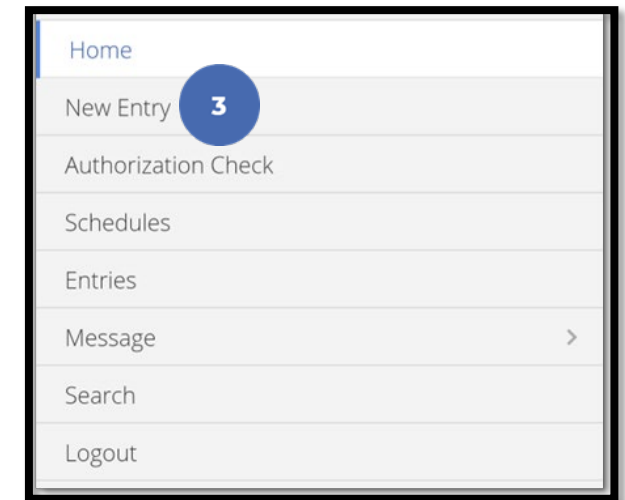 Home
New Entry 3
Authorization Check
Schedules
Entries
Message
Search
Logout